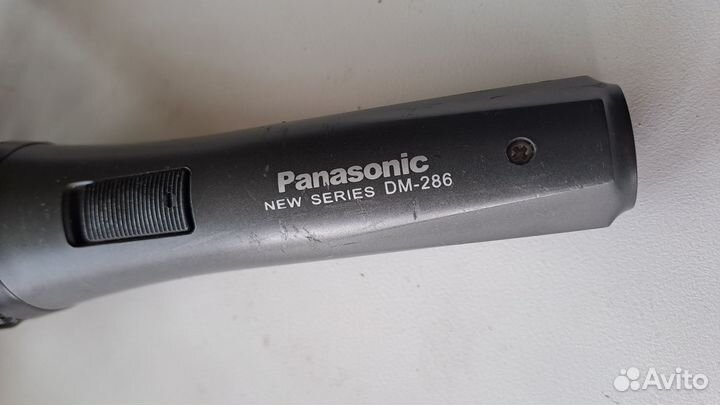 Panasonic
NEW SERIES DM-286
Avito